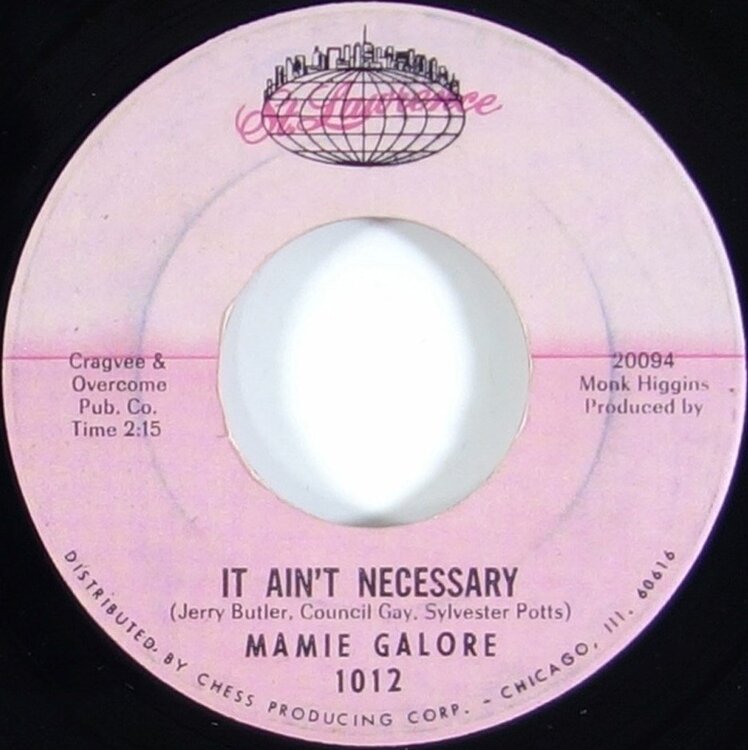 St. Lawrence
Cragvee &
Overcome
Pub. Co.
Time 2:15
20094
Monk Higgins
Produced by
IT AIN'T NECESSARY
(Jerry Butler, Council Gay, Sylvester Potts)
MAMIE GALORE
1012
DISTRIBUTED. BY CHESS PRODUCING CORP. - CHICAGO, Ill. 60616